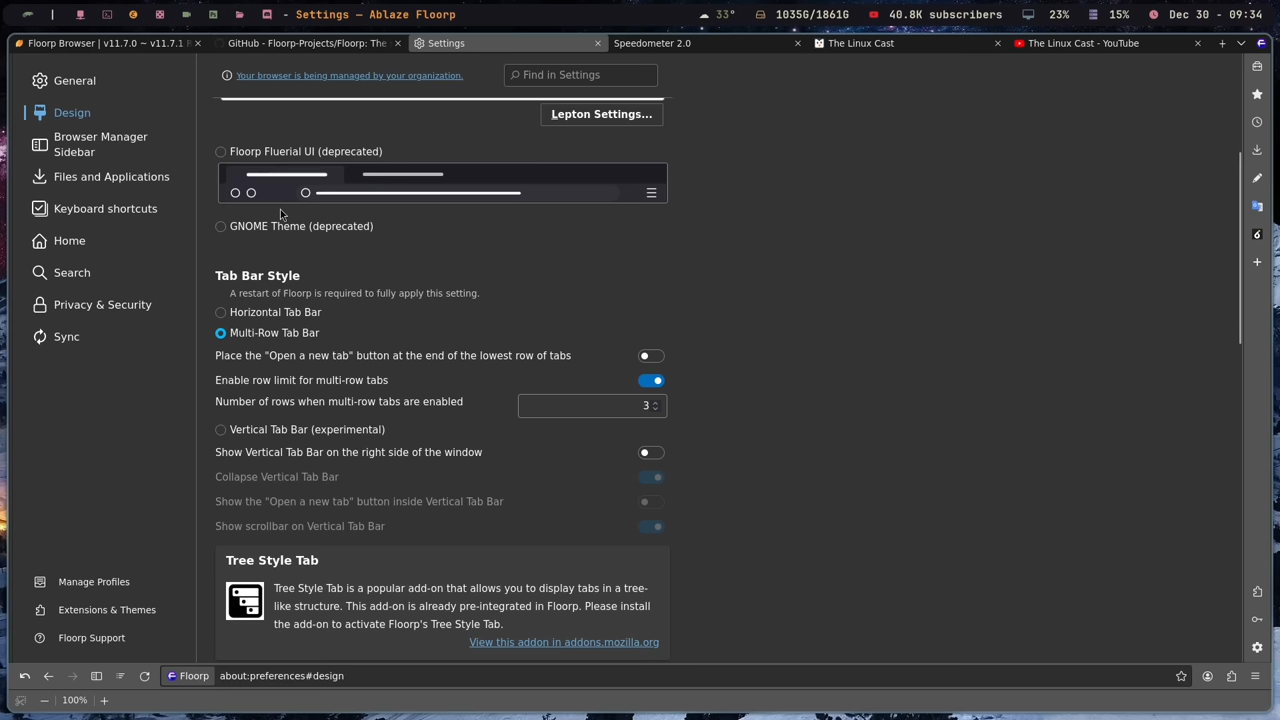 - Settings — Ablaze Floorp
33°
1035G/1861G
40.8K subscribers
23%
15%
Dec 30 - 09:34
Floorp Browser | v11.7.0 ~ v11.7.1 F
GitHub - Floorp-Projects/Floorp: The
Settings
Speedometer 2.0
The Linux Cast
The Linux Cast - YouTube
General
Design
Browser Manager
Sidebar
Files and Applications
Keyboard shortcuts
Home
Search
Privacy & Security
Sync
Manage Profiles
Extensions & Themes
Floorp Support
Your browser is being managed by your organization.
Find in Settings
Lepton Settings...
Floorp Fluerial UI (deprecated)
GNOME Theme (deprecated)
Tab Bar Style
A restart of Floorp is required to fully apply this setting.
Horizontal Tab Bar
Multi-Row Tab Bar
Place the "Open a new tab" button at the end of the lowest row of tabs
Enable row limit for multi-row tabs
Number of rows when multi-row tabs are enabled
3
Vertical Tab Bar (experimental)
Show Vertical Tab Bar on the right side of the window
Collapse Vertical Tab Bar
Show the "Open a new tab" button inside Vertical Tab Bar
Show scrollbar on Vertical Tab Bar
Tree Style Tab
Tree Style Tab is a popular add-on that allows you to display tabs in a tree-
like structure. This add-on is already pre-integrated in Floorp. Please install
the add-on to activate Floorp's Tree Style Tab.
View this addon in addons.mozilla.org
Floorp
about:preferences#design
100%